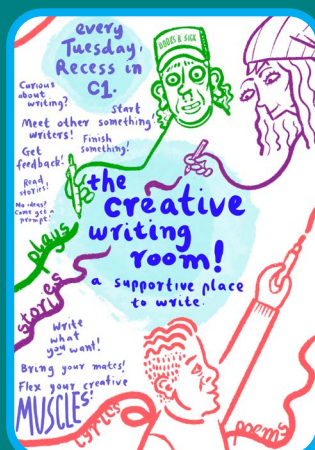 every
Tuesday,
Recess in
C1.
BOOKS R SICK
Curious
about
writing?
Start
something!
Meet other
writers!
Finish
something!
Get
feedback!
Read
stories!
No ideas?
Come get a
prompt!
the
creative
writing
room!
a supportive place
to write.
plays
stories
Write
what
you want!
Bring your mates!
Flex your creative
MUSCLES!
lyrics
poems